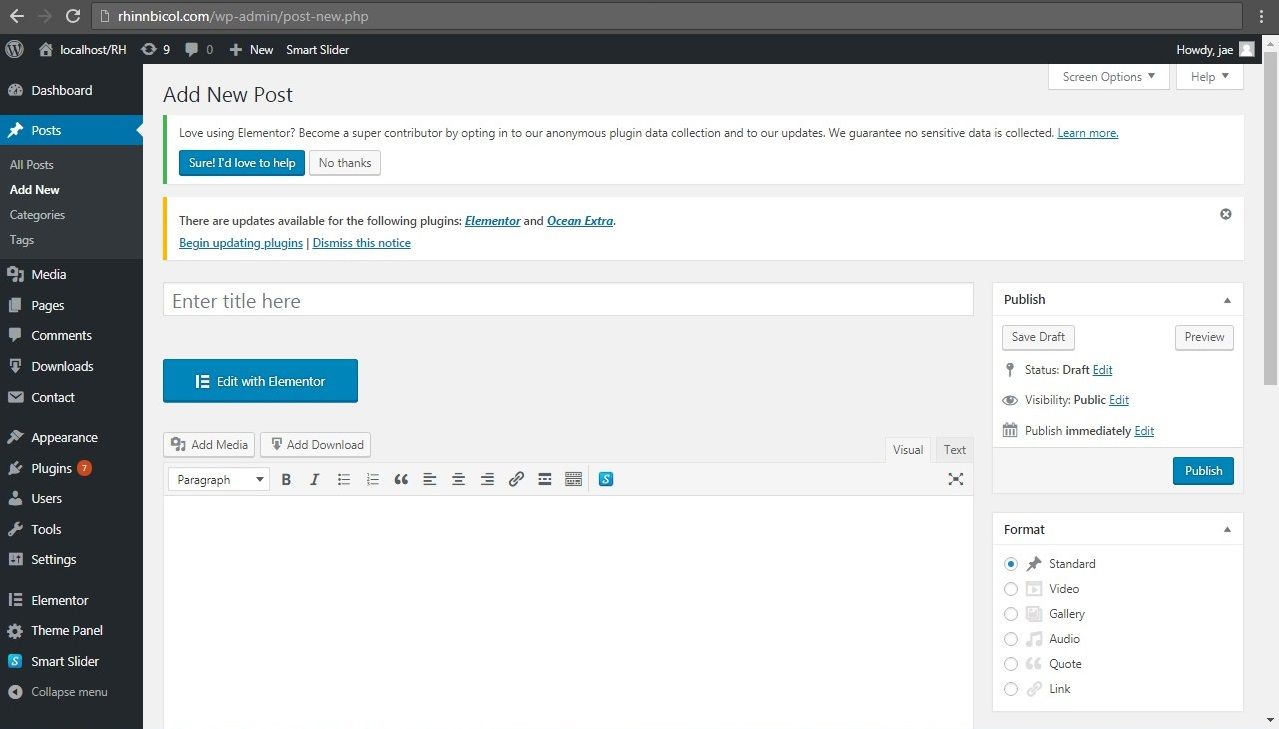 rhinnbicol.com/wp-admin/post-new.php
localhost/RH 9 0 New Smart Slider Howdy, jae
Screen Options Help
Dashboard
Posts
All Posts
Add New
Categories
Tags
Media
Pages
Comments
Downloads
Contact
Appearance
Plugins 7
Users
Tools
Settings
Elementor
Theme Panel
S Smart Slider
Collapse menu
Add New Post
Love using Elementor? Become a super contributor by opting in to our anonymous plugin data collection and to our updates. We guarantee no sensitive data is collected. Learn more.
Sure! I'd love to help No thanks
There are updates available for the following plugins: Elementor and Ocean Extra.
Begin updating plugins | Dismiss this notice
Enter title here
Edit with Elementor
Add Media Add Download Visual Text
Paragraph B I S
Publish
Save Draft Preview
Status: Draft Edit
Visibility: Public Edit
Publish immediately Edit
Publish
Format
Standard
Video
Gallery
Audio
Quote
Link